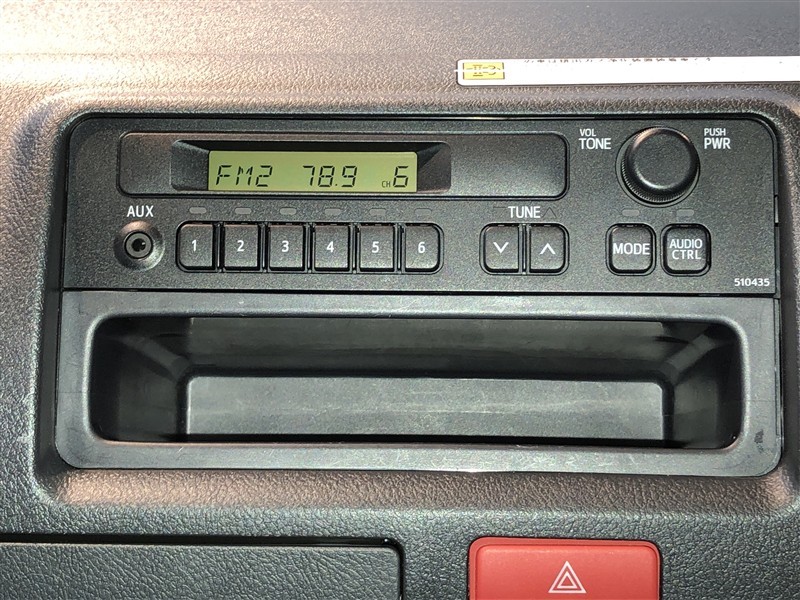 FM2 78.9 CH 6
VOL
TONE
PUSH
PWR
AUX
TUNE
1 2 3 4 5 6
MODE
AUDIO
CTRL
510435